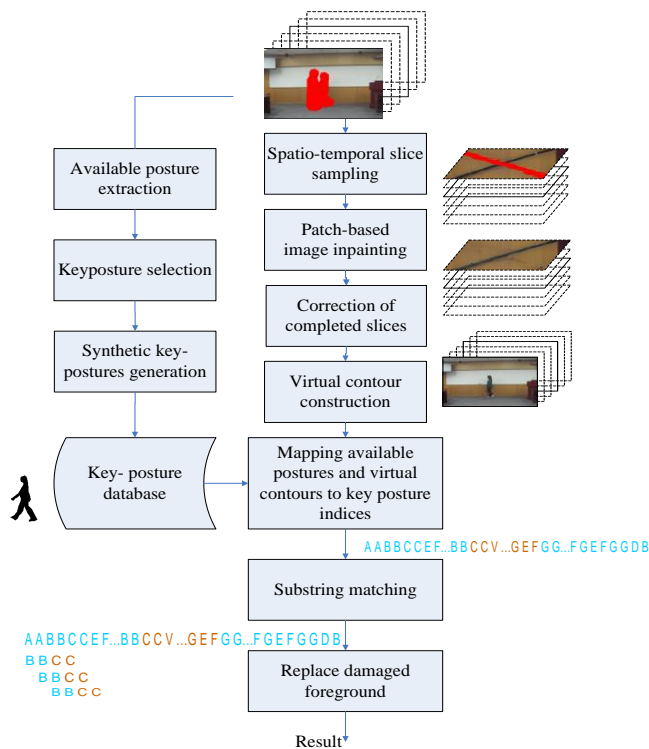 Available posture
extraction
Keyposture selection
Synthetic key-
postures generation
Key- posture
database
Spatio-temporal slice
sampling
Patch-based
image inpainting
Correction of
completed slices
Virtual contour
construction
Mapping available
postures and virtual
contours to key posture
indices
AABBCCEF...BBCCV...GEFGG...FGEFGGDB
Substring matching
AABBCCEF...BBCCV...GEFGG...FGEFGGDB
BBCC
BBCC
BBCC
Replace damaged
foreground
Result